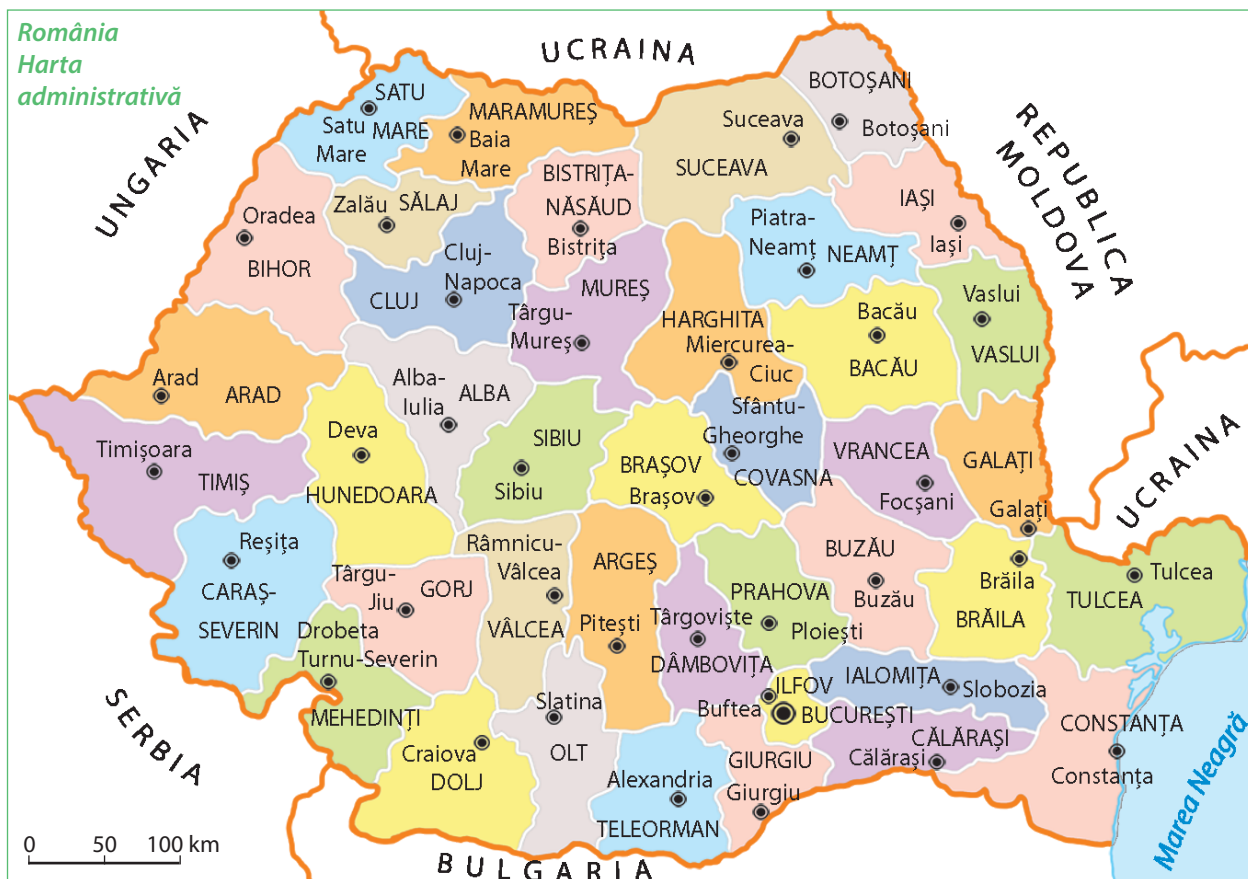 România
Harta
administrativă
UCRAINA
UNGARIA
REPUBLICA
MOLDOVA
UCRAINA
SERBIA
BULGARIA
Marea Neagră
SATU
MARE
Satu
Mare
MARAMUREȘ
Baia
Mare
BOTOȘANI
Botoșani
Suceava
SUCEAVA
BISTRIȚA-
NĂSĂUD
Bistrița
Zalău
SĂLAJ
Oradea
BIHOR
Cluj-
Napoca
CLUJ
IAȘI
Iași
Piatra-
Neamț
NEAMȚ
MUREȘ
Târgu-
Mureș
HARGHITA
Miercurea-
Ciuc
Bacău
BACĂU
Vaslui
VASLUI
Arad
ARAD
Alba-
Iulia
ALBA
Timișoara
TIMIȘ
Deva
HUNEDOARA
SIBIU
Sibiu
BRAȘOV
Brașov
Sfântu-
Gheorghe
COVASNA
VRANCEA
Focșani
GALAȚI
Galați
Reșița
CARAȘ-
SEVERIN
Târgu-
Jiu
GORJ
Râmnicu-
Vâlcea
VÂLCEA
ARGEȘ
Pitești
Târgoviște
DÂMBOVIȚA
PRAHOVA
Ploiești
BUZĂU
Buzău
Brăila
BRĂILA
Tulcea
TULCEA
Drobeta
Turnu-Severin
MEHEDINȚI
Craiova
DOLJ
Slatina
OLT
Alexandria
TELEORMAN
Buftea
ILFOV
BUCUREȘTI
GIURGIU
Giurgiu
IALOMIȚA
Slobozia
CĂLĂRAȘI
Călărași
CONSTANȚA
Constanța
0 50 100 km